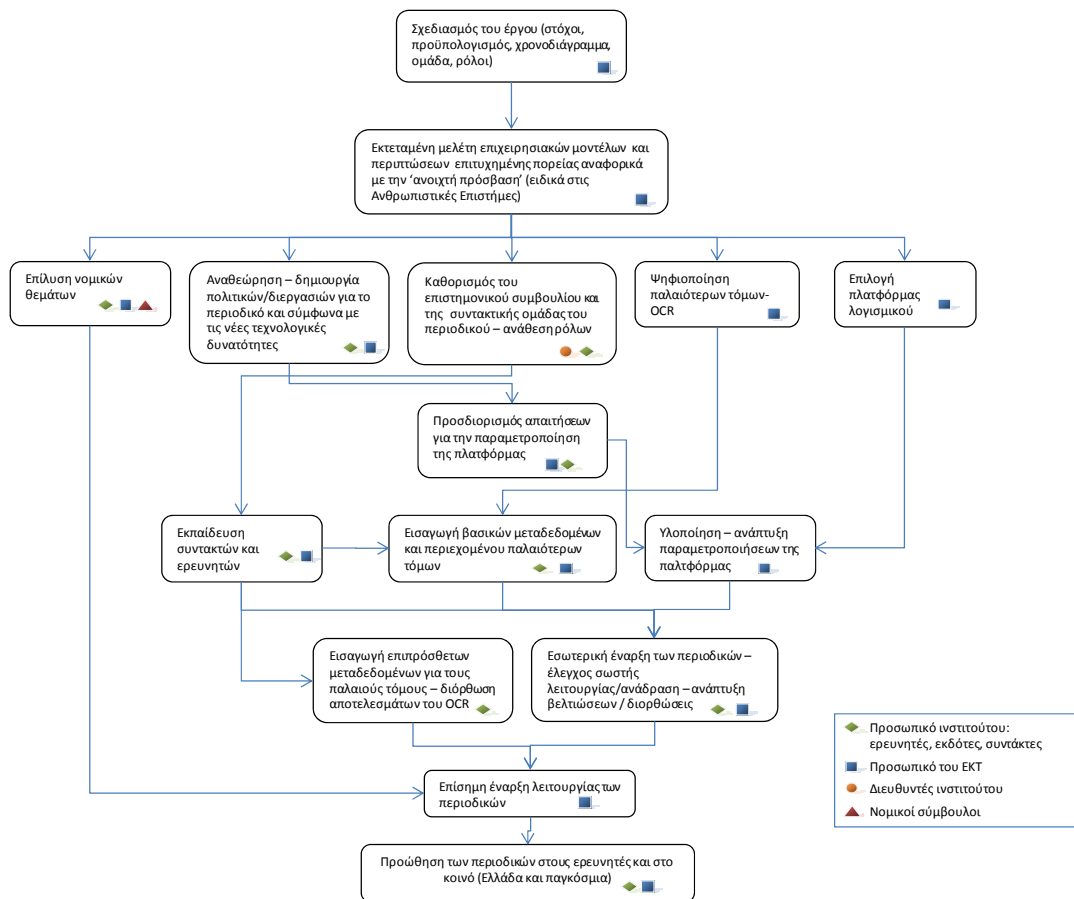 Σχεδιασμός του έργου (στόχοι,
προϋπολογισμός, χρονοδιάγραμμα,
ομάδα, ρόλοι)
Εκτεταμένη μελέτη επιχειρησιακών μοντέλων και
περιπτώσεων επιτυχημένης πορείας αναφορικά
με την ‘ανοιχτή πρόσβαση’ (ειδικά στις
Ανθρωπιστικές Επιστήμες)
Επίλυση νομικών
θεμάτων
Αναθεώρηση – δημιουργία
πολιτικών/διεργασιών για το
περιοδικό και σύμφωνα με
τις νέες τεχνολογικές
δυνατότητες
Καθορισμός του
επιστημονικού συμβουλίου και
της συντακτικής ομάδας του
περιοδικού – ανάθεση ρόλων
Ψηφιοποίηση
παλαιότερων τόμων-
OCR
Επιλογή
πλατφόρμας
λογισμικού
Προσδιορισμός απαιτήσεων
για την παραμετροποίηση
της πλατφόρμας
Εκπαίδευση
συντακτών και
ερευνητών
Εισαγωγή βασικών μεταδεδομένων
και περιεχομένου παλαιότερων
τόμων
Υλοποίηση – ανάπτυξη
παραμετροποιήσεων της
παλτφόρμας
Εισαγωγή επιπρόσθετων
μεταδεδομένων για τους
παλαιούς τόμους – διόρθωση
αποτελεσμάτων του OCR
Εσωτερική έναρξη των περιοδικών –
έλεγχος σωστής
λειτουργίας/ανάδραση – ανάπτυξη
βελτιώσεων / διορθώσεις
Επίσημη έναρξη λειτουργίας των
περιοδικών
Προώθηση των περιοδικών στους ερευνητές και στο
κοινό (Ελλάδα και παγκόσμια)
Προσωπικό ινστιτούτου:
ερευνητές, εκδότες, συντάκτες
Προσωπικό του ΕΚΤ
Διευθυντές ινστιτούτου
Νομικοί σύμβουλοι